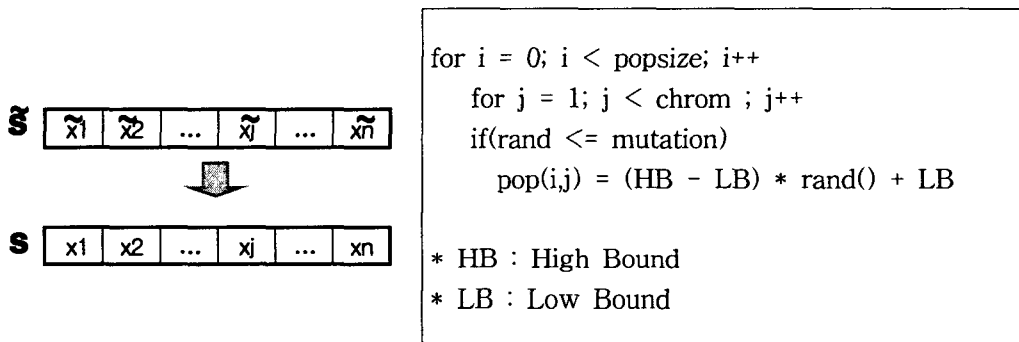 s̃ x̃1 x̃2 ... x̃j ... x̃n
s x1 x2 ... xj ... xn
for i = 0; i < popsize; i++
for j = 1; j < chrom ; j++
if(rand <= mutation)
pop(i,j) = (HB - LB) * rand() + LB
* HB : High Bound
* LB : Low Bound